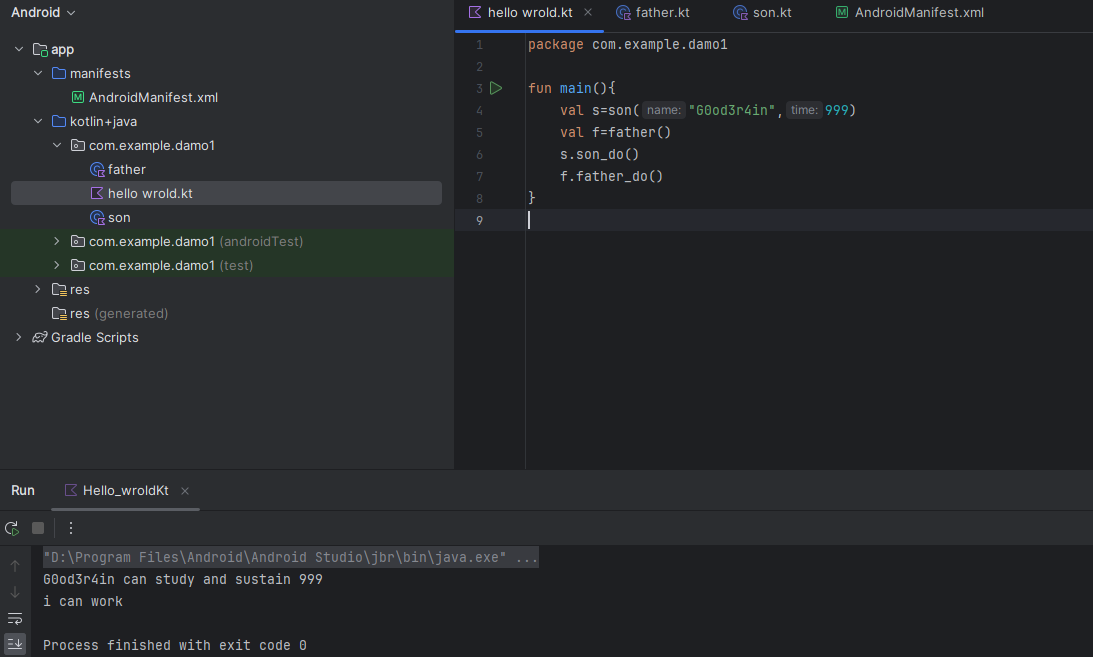 Android
app
manifests
AndroidManifest.xml
kotlin+java
com.example.damo1
father
hello wrold.kt
son
com.example.damo1 (androidTest)
com.example.damo1 (test)
res
res (generated)
Gradle Scripts
hello wrold.kt father.kt son.kt AndroidManifest.xml
1 package com.example.damo1
2
3 fun main(){
4 val s=son( name: "G0od3r4in", time: 999)
5 val f=father()
6 s.son_do()
7 f.father_do()
8 }
9
Run Hello_wroldKt
"D:\Program Files\Android\Android Studio\jbr\bin\java.exe" ...
G0od3r4in can study and sustain 999
i can work
Process finished with exit code 0